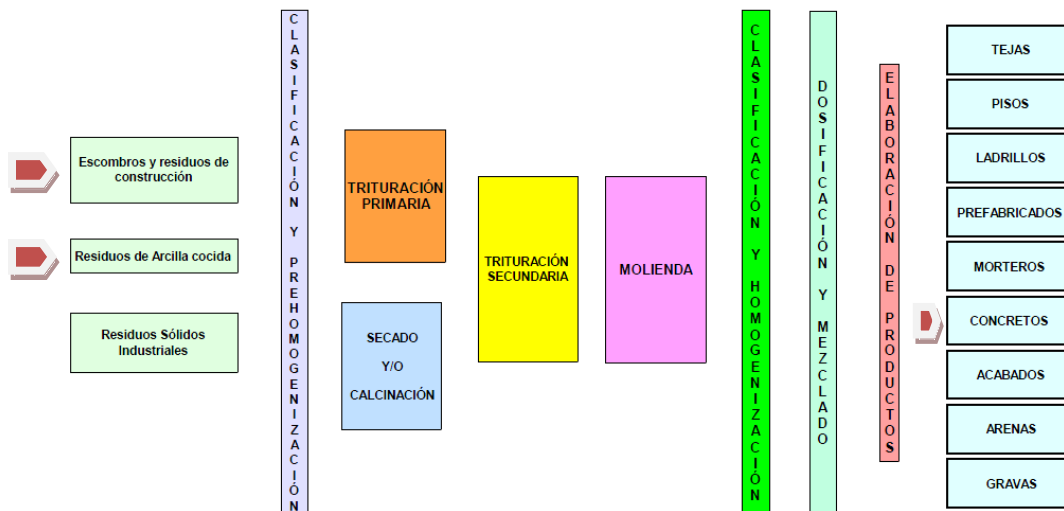 Escombros y residuos de
construcción
Residuos de Arcilla cocida
Residuos Sólidos
Industriales
CLASIFICACIÓN Y PREHOMOGENIZACIÓN
TRITURACIÓN
PRIMARIA
SECADO
Y/O
CALCINACIÓN
TRITURACIÓN
SECUNDARIA
MOLIENDA
CLASIFICACIÓN Y HOMOGENIZACIÓN
DOSIFICACIÓN Y MEZCLADO
ELABORACIÓN DE PRODUCTOS
TEJAS
PISOS
LADRILLOS
PREFABRICADOS
MORTEROS
CONCRETOS
ACABADOS
ARENAS
GRAVAS